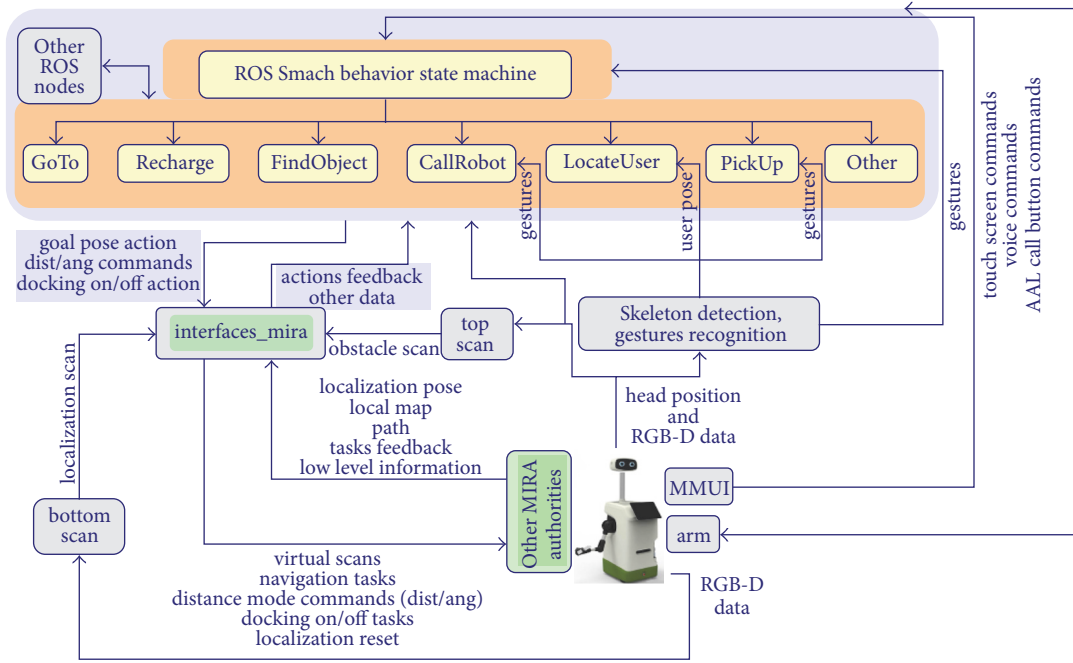 Other
ROS
nodes
ROS Smach behavior state machine
GoTo
Recharge
FindObject
CallRobot
LocateUser
PickUp
Other
gestures
user pose
gestures
gestures
touch screen commands
voice commands
AAL call button commands
goal pose action
dist/ang commands
docking on/off action
actions feedback
other data
interfaces_mira
obstacle scan
top
scan
Skeleton detection,
gestures recognition
localization scan
localization pose
local map
path
tasks feedback
low level information
head position
and
RGB-D data
Other MIRA
authorities
MMUI
arm
bottom
scan
virtual scans
navigation tasks
distance mode commands (dist/ang)
docking on/off tasks
localization reset
RGB-D
data